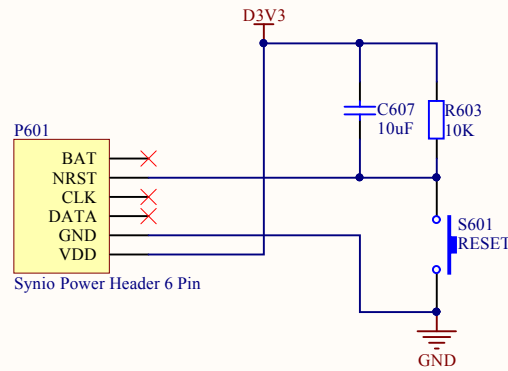 D3V3
C607
10uF
R603
10K
P601
BAT
NRST
CLK
DATA
GND
VDD
Synio Power Header 6 Pin
S601
RESET
GND